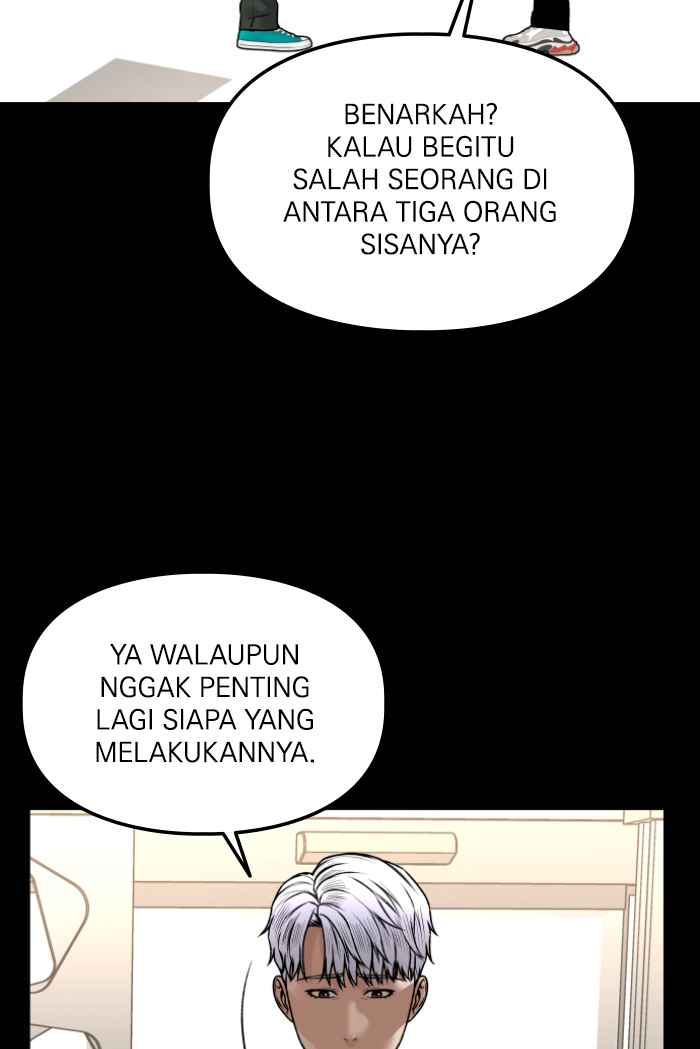 BENARKAH?
KALAU BEGITU
SALAH SEORANG DI
ANTARA TIGA ORANG
SISANYA?
YA WALAUPUN
NGGAK PENTING
LAGI SIAPA YANG
MELAKUKANNYA.